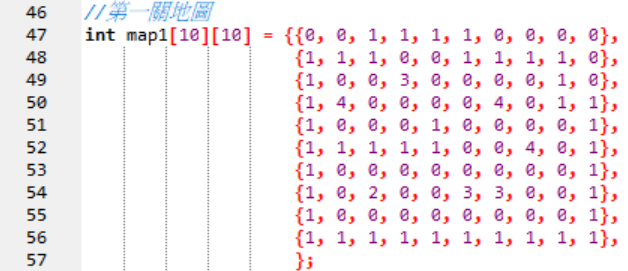 46 //第一關地圖
47 int map1[10][10] = {{0, 0, 1, 1, 1, 1, 0, 0, 0, 0},
48 {1, 1, 1, 0, 0, 1, 1, 1, 1, 0},
49 {1, 0, 0, 3, 0, 0, 0, 0, 1, 0},
50 {1, 4, 0, 0, 0, 0, 4, 0, 1, 1},
51 {1, 0, 0, 0, 1, 0, 0, 0, 0, 1},
52 {1, 1, 1, 1, 1, 0, 0, 4, 0, 1},
53 {1, 0, 0, 0, 0, 0, 0, 0, 0, 1},
54 {1, 0, 2, 0, 0, 3, 3, 0, 0, 1},
55 {1, 0, 0, 0, 0, 0, 0, 0, 0, 1},
56 {1, 1, 1, 1, 1, 1, 1, 1, 1, 1},
57 };